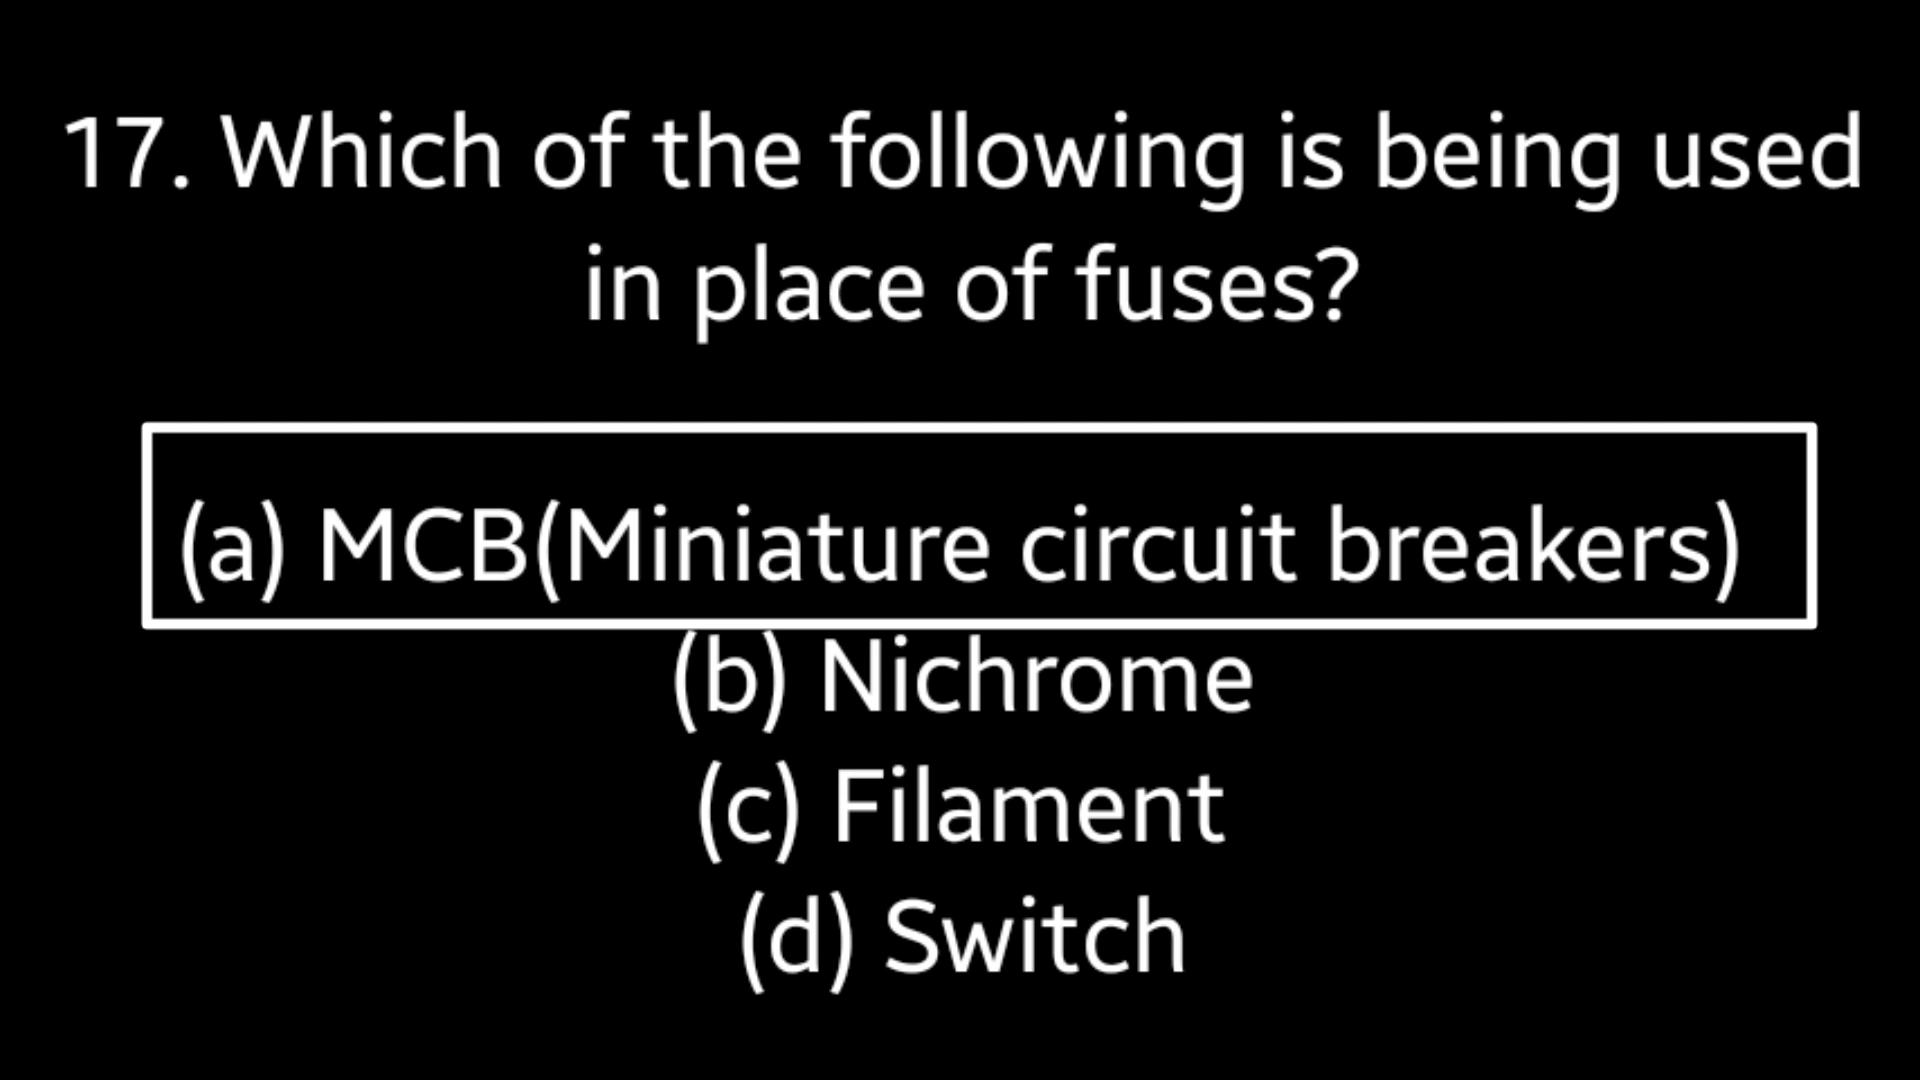 17. Which of the following is being used
in place of fuses?
(a) MCB(Miniature circuit breakers)
(b) Nichrome
(c) Filament
(d) Switch